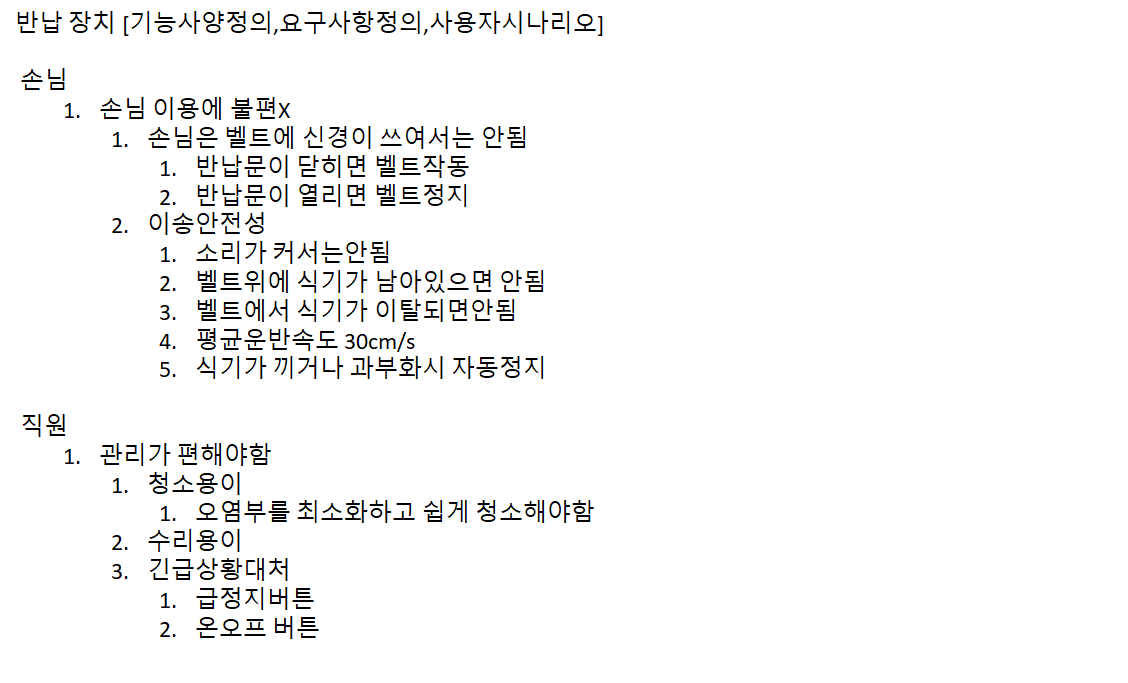 반납 장치 [기능사양정의,요구사항정의,사용자시나리오]
손님
1. 손님 이용에 불편X
1. 손님은 벨트에 신경이 쓰여서는 안됨
1. 반납문이 닫히면 벨트작동
2. 반납문이 열리면 벨트정지
2. 이송안전성
1. 소리가 커서는안됨
2. 벨트위에 식기가 남아있으면 안됨
3. 벨트에서 식기가 이탈되면안됨
4. 평균운반속도 30cm/s
5. 식기가 끼거나 과부화시 자동정지
직원
1. 관리가 편해야함
1. 청소용이
1. 오염부를 최소화하고 쉽게 청소해야함
2. 수리용이
3. 긴급상황대처
1. 급정지버튼
2. 온오프 버튼